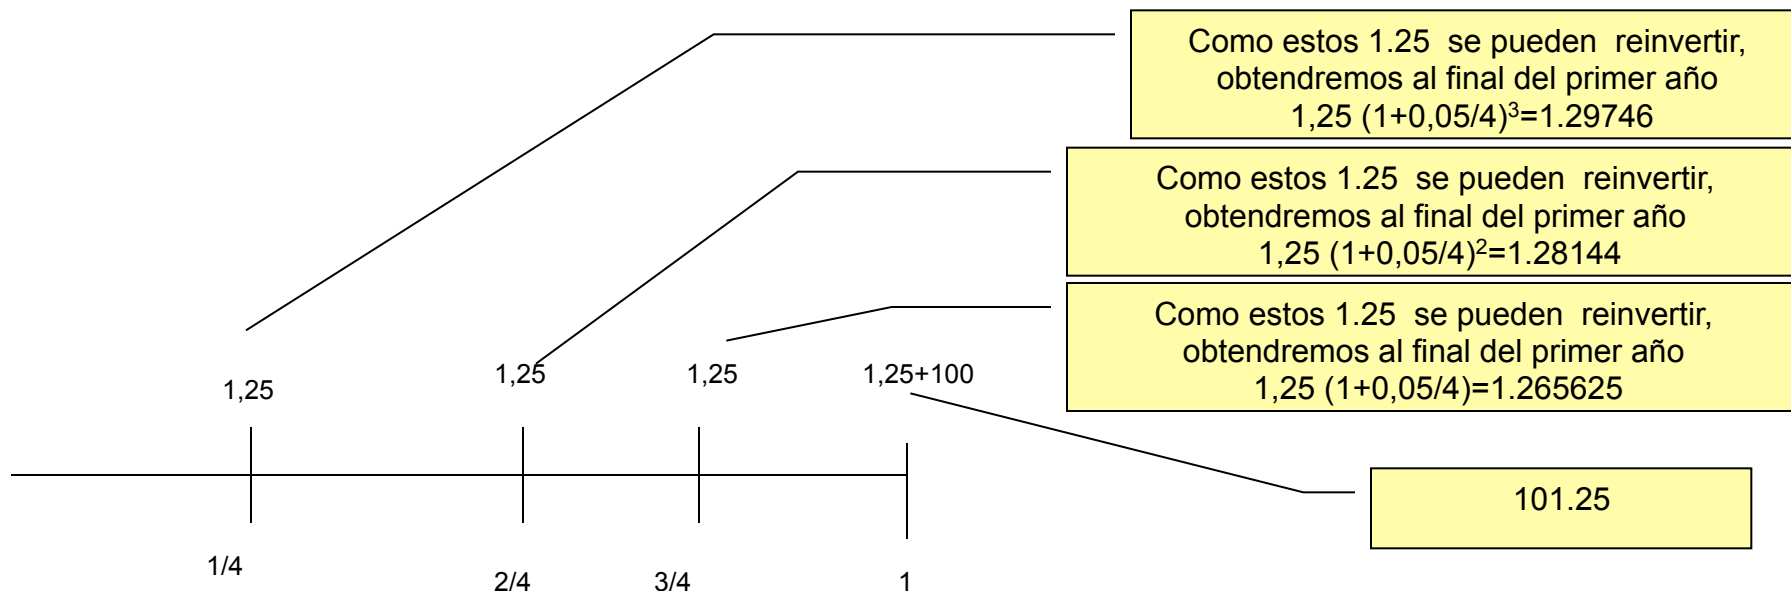 Como estos 1.25 se pueden reinvertir,
obtendremos al final del primer año
1,25 (1+0,05/4)³=1.29746
Como estos 1.25 se pueden reinvertir,
obtendremos al final del primer año
1,25 (1+0,05/4)²=1.28144
Como estos 1.25 se pueden reinvertir,
obtendremos al final del primer año
1,25 (1+0,05/4)=1.265625
1,25 1,25 1,25 1,25+100
101.25
1/4 2/4 3/4 1